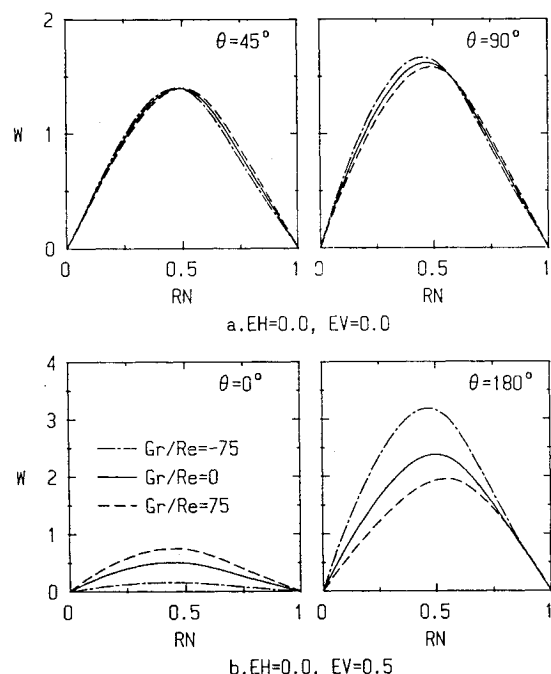 θ=45° θ=90°
2
1
W
0
0 0.5 1 0 0.5 1
RN RN
a.EH=0.0, EV=0.0
θ=0° θ=180°
4
3
2
1
0
W
Gr/Re=-75
Gr/Re=0
Gr/Re=75
0 0.5 1 0 0.5 1
RN RN
b.EH=0.0, EV=0.5